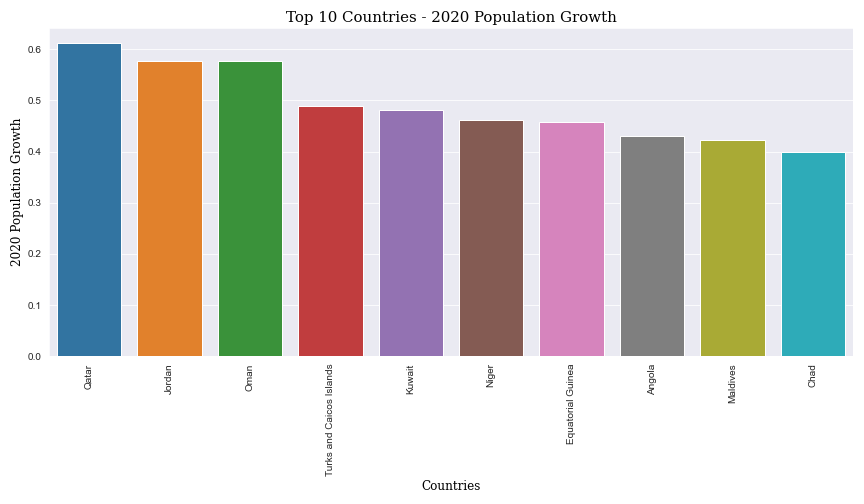 Top 10 Countries - 2020 Population Growth
2020 Population Growth
0.6
0.5
0.4
0.3
0.2
0.1
0.0
Qatar
Jordan
Oman
Turks and Caicos Islands
Kuwait
Niger
Equatorial Guinea
Angola
Maldives
Chad
Countries